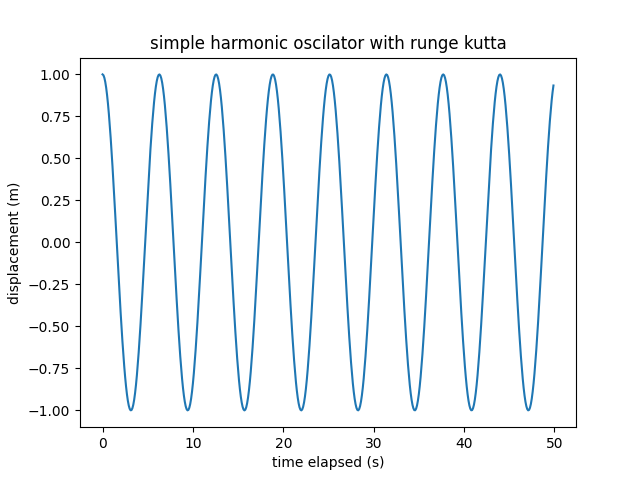 simple harmonic oscilator with runge kutta
1.00
0.75
0.50
0.25
0.00
−0.25
−0.50
−0.75
−1.00
displacement (m)
0 10 20 30 40 50
time elapsed (s)